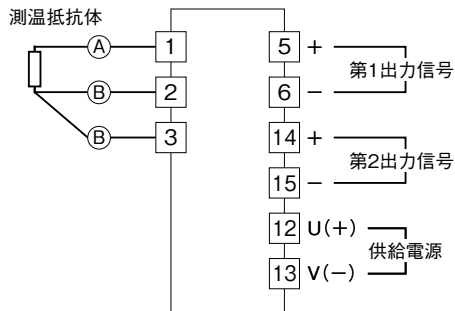 測温抵抗体
A 1
B 2
B 3
5 +
第1出力信号
6 −
14 +
第2出力信号
15 −
12 U(+)
供給電源
13 V(−)